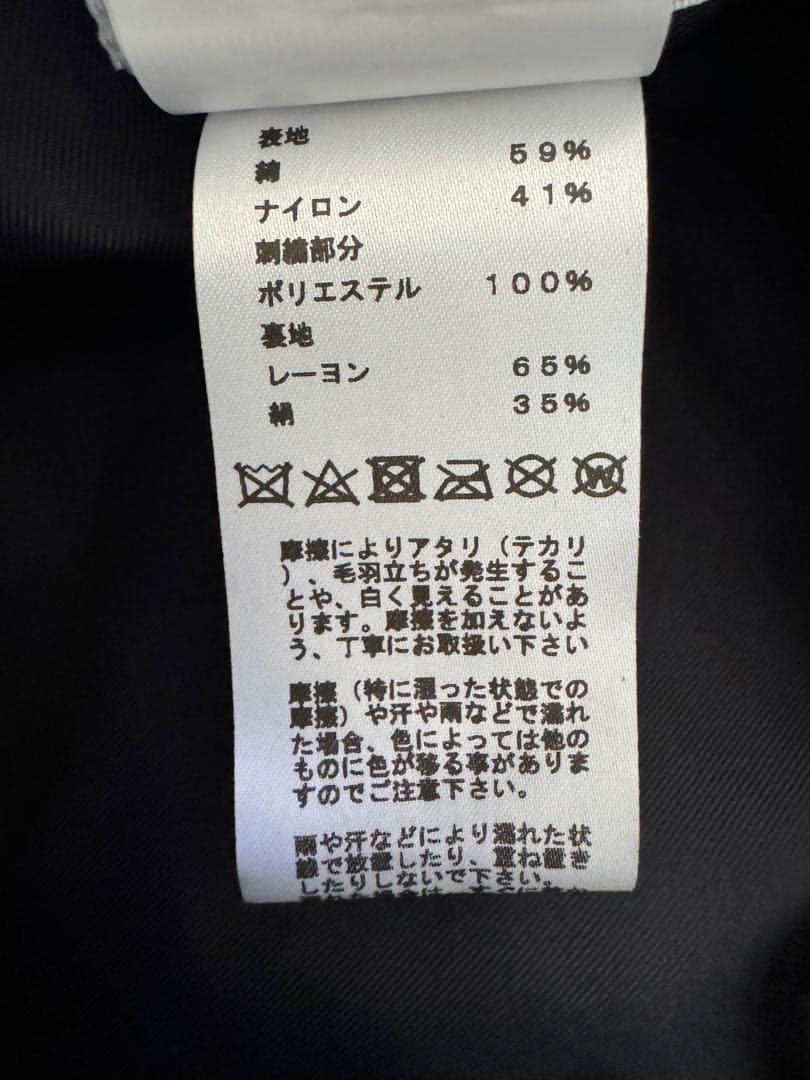 表地
綿 59%
ナイロン 41%
刺繍部分
ポリエステル 100%
裏地
レーヨン 65%
絹 35%
W
摩擦によりアタリ(テカリ
)、毛羽立ちが発生するこ
とや、白く見えることがあ
ります。摩擦を加えないよ
う、丁寧にお取扱い下さい
摩擦(特に湿った状態での
摩擦)や汗や雨などで濡れ
た場合、色によっては他の
ものに色が移る事がありま
すのでご注意下さい。
雨や汗などにより濡れた状
態で放置したり、重ね置き
したりしないで下さい。